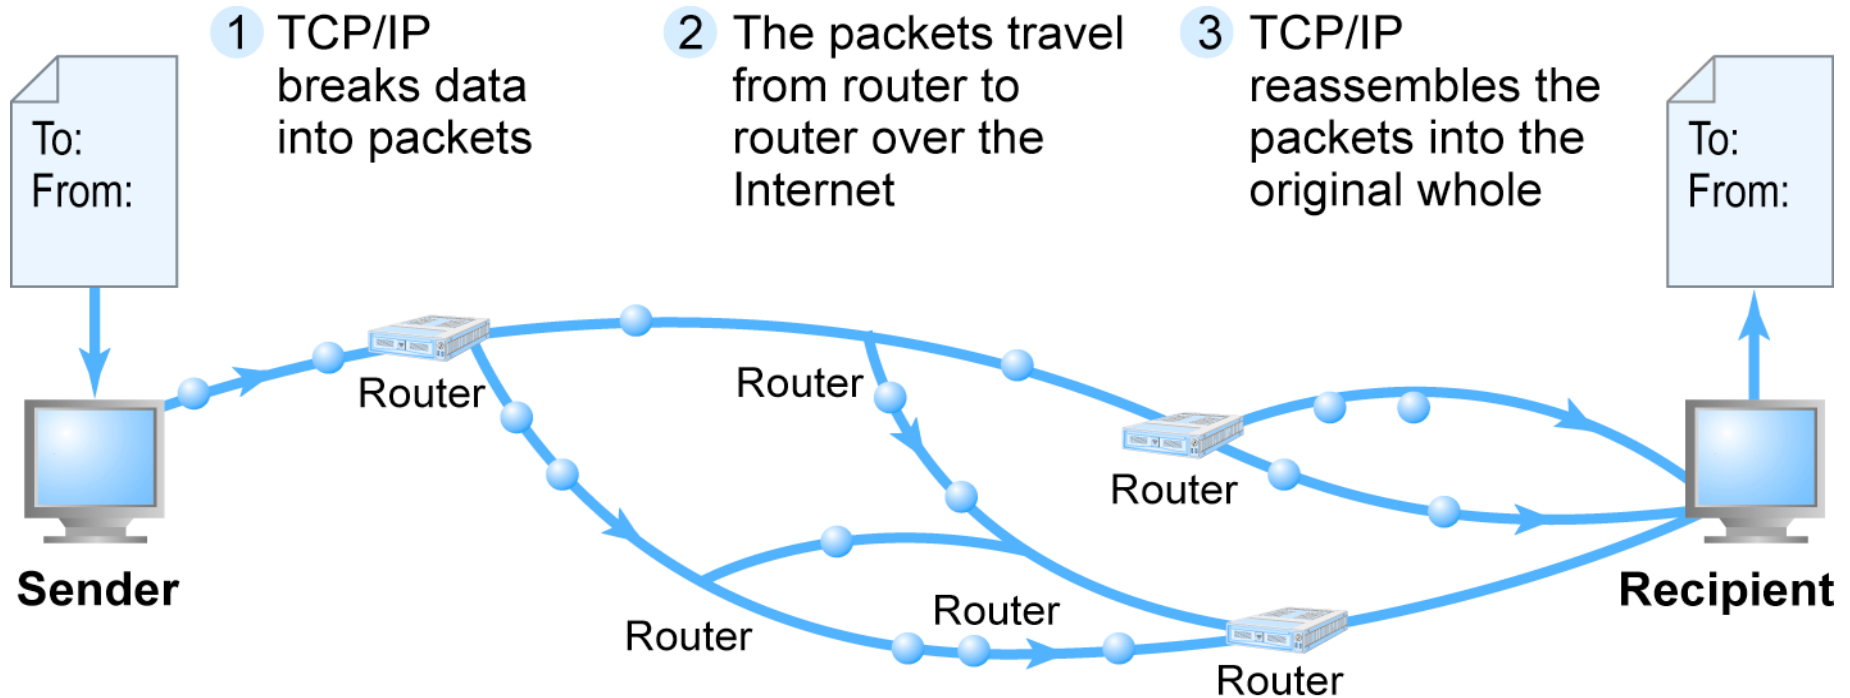 1 TCP/IP
breaks data
into packets
2 The packets travel
from router to
router over the
Internet
3 TCP/IP
reassembles the
packets into the
original whole
To:
From:
To:
From:
Router
Router
Router
Router
Router
Router
Sender
Recipient